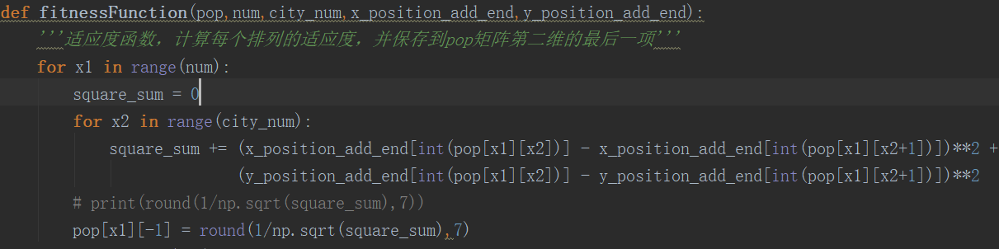 def fitnessFunction(pop,num,city_num,x_position_add_end,y_position_add_end):
    '''适应度函数，计算每个排列的适应度，并保存到pop矩阵第二维的最后一项'''
    for x1 in range(num):
        square_sum = 0
        for x2 in range(city_num):
            square_sum += (x_position_add_end[int(pop[x1][x2])] - x_position_add_end[int(pop[x1][x2+1])])**2 +
                          (y_position_add_end[int(pop[x1][x2])] - y_position_add_end[int(pop[x1][x2+1])])**2
        # print(round(1/np.sqrt(square_sum),7))
        pop[x1][-1] = round(1/np.sqrt(square_sum),7)